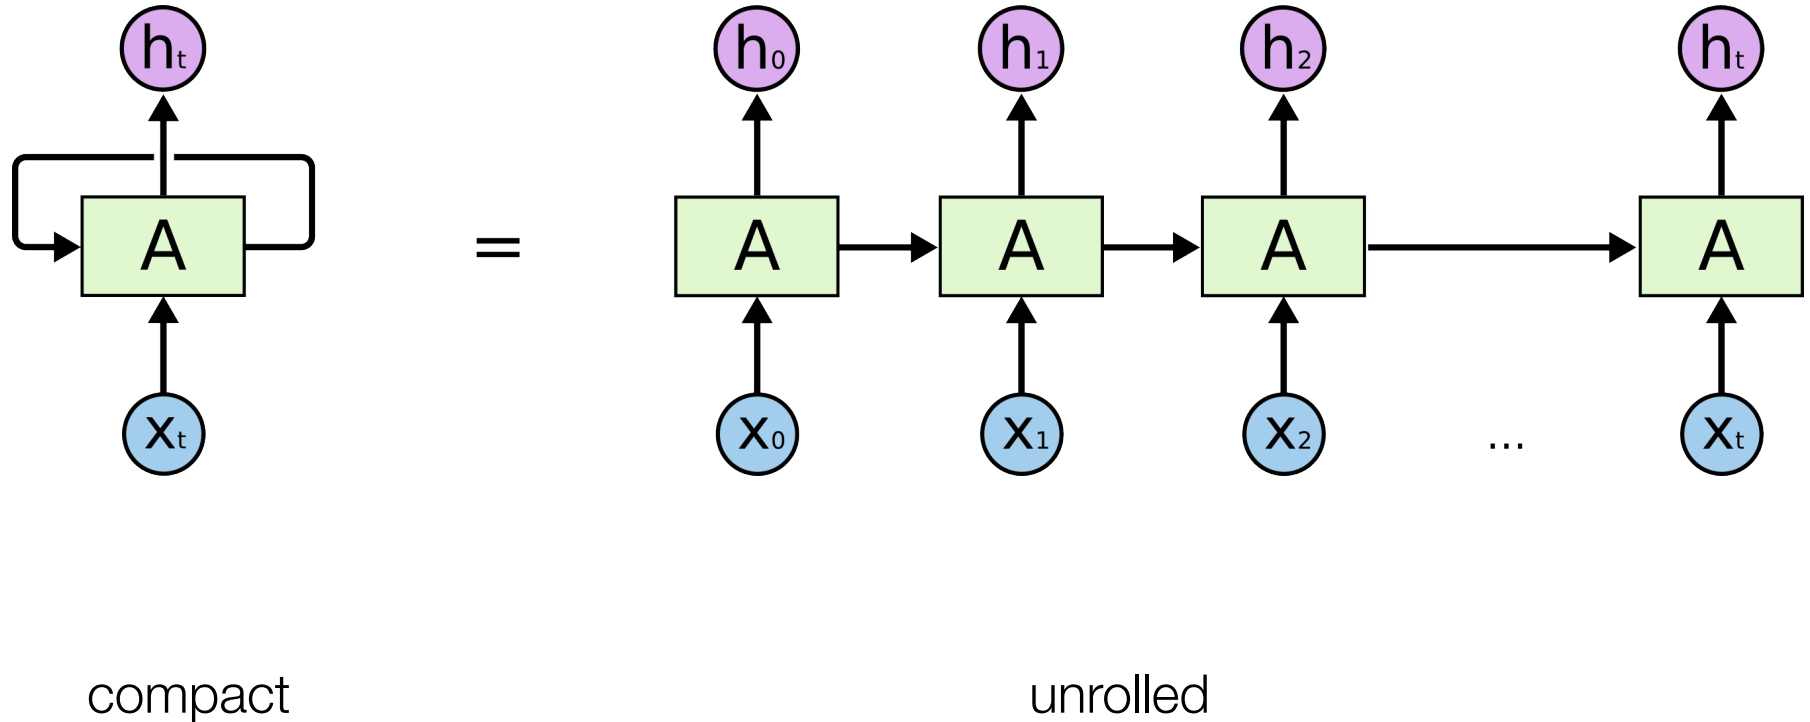 hₜ h₀ h₁ h₂ hₜ
A = A A A A
xₜ x₀ x₁ x₂ ... xₜ
compact unrolled